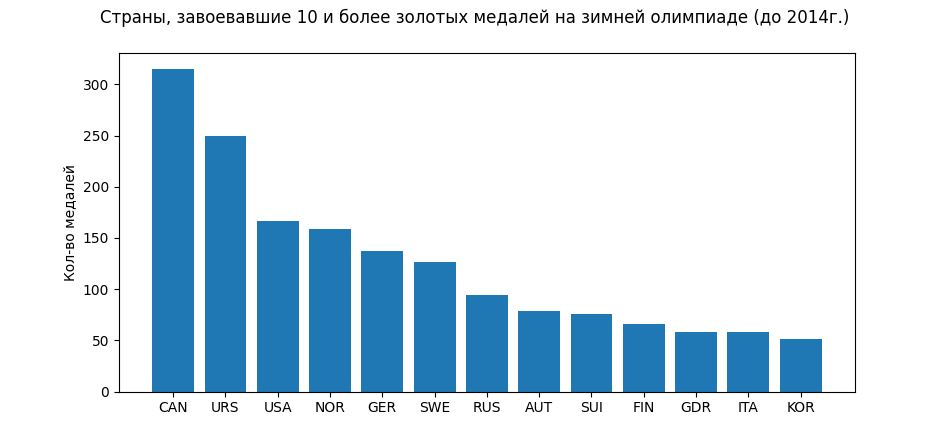 Страны, завоевавшие 10 и более золотых медалей на зимней олимпиаде (до 2014г.)
Кол-во медалей
300
250
200
150
100
50
0
CAN URS USA NOR GER SWE RUS AUT SUI FIN GDR ITA KOR